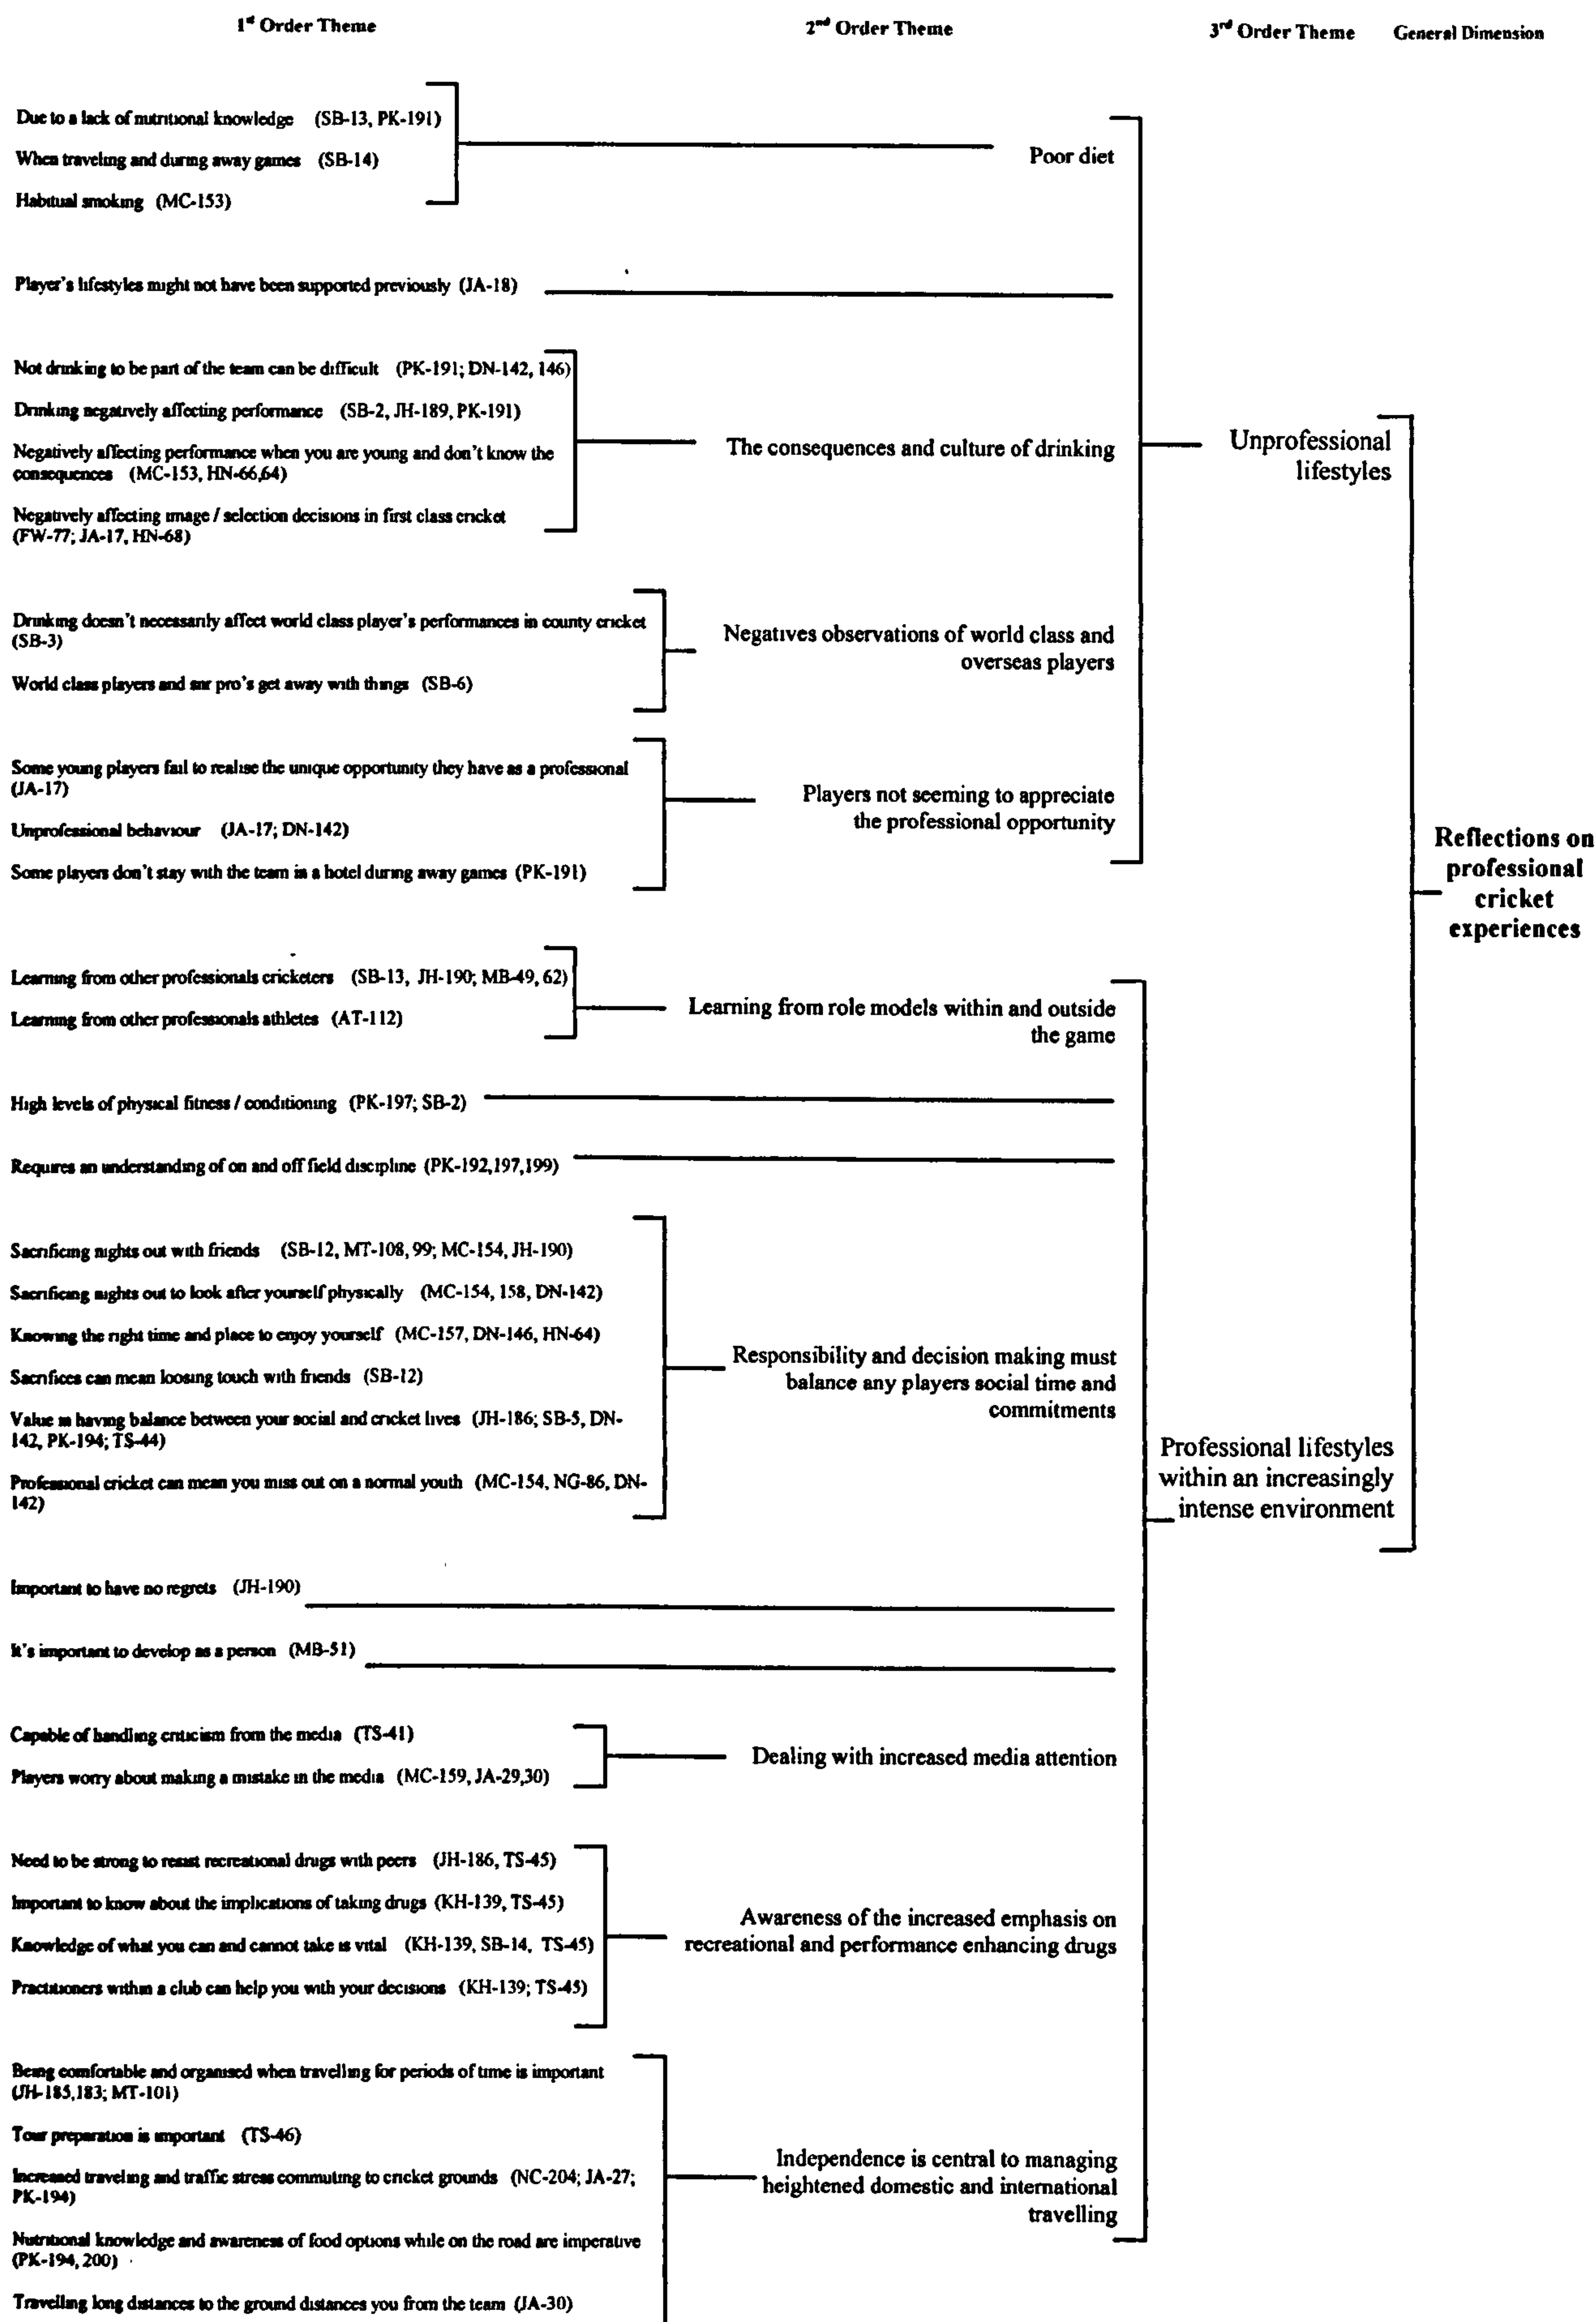 1st Order Theme
2nd Order Theme
3rd Order Theme
General Dimension
Due to a lack of nutritional knowledge (SB-13, PK-191)
When traveling and during away games (SB-14)
Habitual smoking (MC-153)
Poor diet
Player's lifestyles might not have been supported previously (JA-18)
Not drinking to be part of the team can be difficult (PK-191; DN-142, 146)
Drinking negatively affecting performance (SB-2, JH-189, PK-191)
Negatively affecting performance when you are young and don't know the
consequences (MC-153, HN-66,64)
Negatively affecting image / selection decisions in first class cricket
(FW-77; JA-17, HN-68)
The consequences and culture of drinking
Unprofessional
lifestyles
Drinking doesn't necessarily affect world class player's performances in county cricket
(SB-3)
World class players and snr pro's get away with things (SB-6)
Negatives observations of world class and
overseas players
Some young players fail to realise the unique opportunity they have as a professional
(JA-17)
Unprofessional behaviour (JA-17; DN-142)
Some players don't stay with the team in a hotel during away games (PK-191)
Players not seeming to appreciate
the professional opportunity
Reflections on
professional
cricket
experiences
Learning from other professionals cricketers (SB-13, JH-190; MB-49, 62)
Learning from other professionals athletes (AT-112)
Learning from role models within and outside
the game
High levels of physical fitness / conditioning (PK-197; SB-2)
Requires an understanding of on and off field discipline (PK-192,197,199)
Sacrificing nights out with friends (SB-12, MT-108, 99; MC-154, JH-190)
Sacrificing nights out to look after yourself physically (MC-154, 158, DN-142)
Knowing the right time and place to enjoy yourself (MC-157, DN-146, HN-64)
Sacrifices can mean loosing touch with friends (SB-12)
Value in having balance between your social and cricket lives (JH-186; SB-5, DN-
142, PK-194; TS-44)
Professional cricket can mean you miss out on a normal youth (MC-154, NG-86, DN-
142)
Responsibility and decision making must
balance any players social time and
commitments
Professional lifestyles
within an increasingly
intense environment
Important to have no regrets (JH-190)
It's important to develop as a person (MB-51)
Capable of handling criticism from the media (TS-41)
Players worry about making a mistake in the media (MC-159, JA-29,30)
Dealing with increased media attention
Need to be strong to resist recreational drugs with peers (JH-186, TS-45)
Important to know about the implications of taking drugs (KH-139, TS-45)
Knowledge of what you can and cannot take is vital (KH-139, SB-14, TS-45)
Practitioners within a club can help you with your decisions (KH-139; TS-45)
Awareness of the increased emphasis on
recreational and performance enhancing drugs
Being comfortable and organised when travelling for periods of time is important
(JH-185,183; MT-101)
Tour preparation is important (TS-46)
Increased traveling and traffic stress commuting to cricket grounds (NC-204; JA-27;
PK-194)
Nutritional knowledge and awareness of food options while on the road are imperative
(PK-194, 200)
Travelling long distances to the ground distances you from the team (JA-30)
Independence is central to managing
heightened domestic and international
travelling